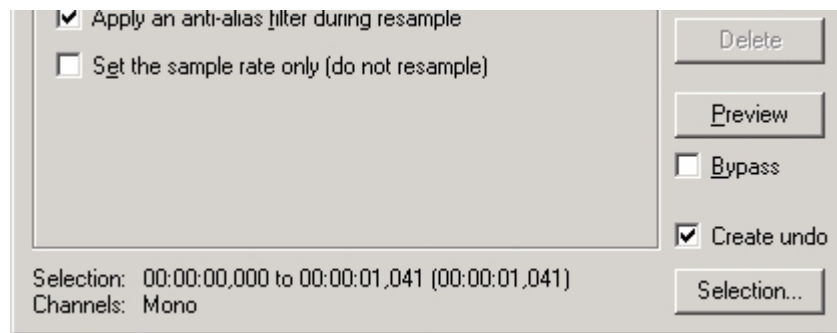 Apply an anti-alias filter during resample
Set the sample rate only (do not resample)
Delete
Preview
Bypass
Create undo
Selection: 00:00:00,000 to 00:00:01,041 (00:00:01,041)
Channels: Mono
Selection...